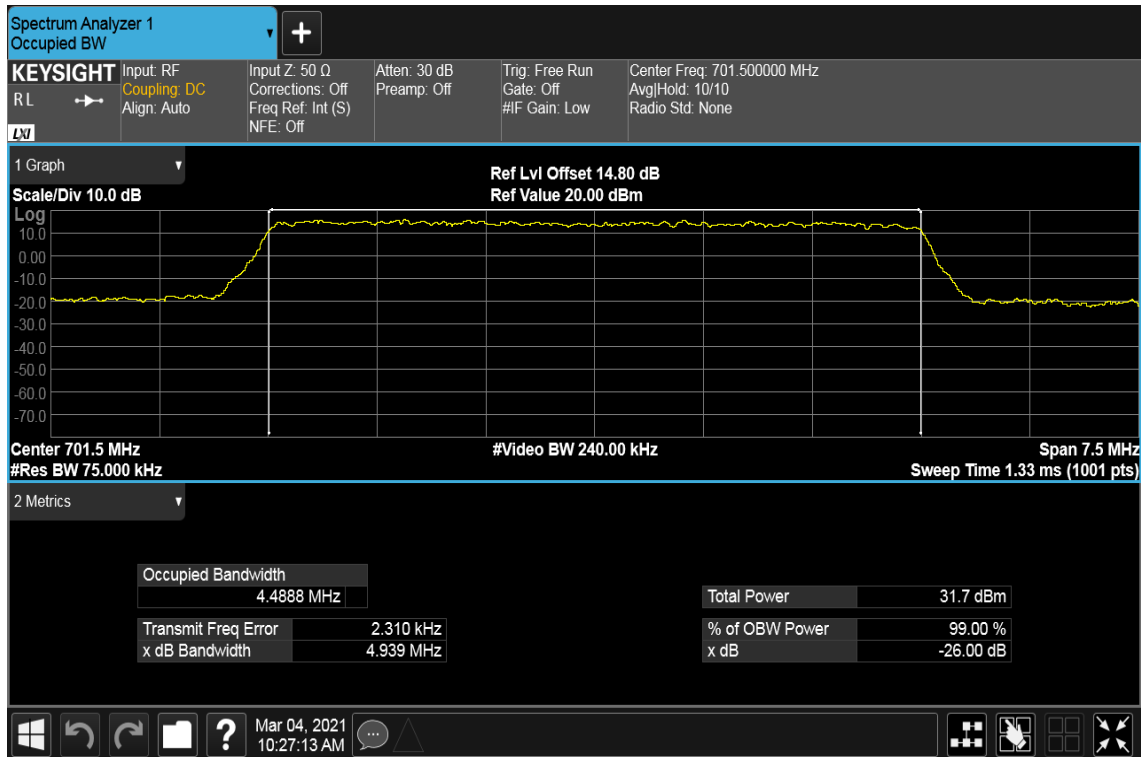 Spectrum Analyzer 1
Occupied BW
KEYSIGHT
R L
LXI
Input: RF
Coupling: DC
Align: Auto
Input Z: 50 Ω
Corrections: Off
Freq Ref: Int (S)
NFE: Off
Atten: 30 dB
Preamp: Off
Trig: Free Run
Gate: Off
#IF Gain: Low
Center Freq: 701.500000 MHz
Avg|Hold: 10/10
Radio Std: None
1 Graph
Ref Lvl Offset 14.80 dB
Scale/Div 10.0 dB
Ref Value 20.00 dBm
Log
10.0
0.00
-10.0
-20.0
-30.0
-40.0
-50.0
-60.0
-70.0
Center 701.5 MHz
#Video BW 240.00 kHz
Span 7.5 MHz
#Res BW 75.000 kHz
Sweep Time 1.33 ms (1001 pts)
2 Metrics
Occupied Bandwidth
4.4888 MHz
Total Power 31.7 dBm
Transmit Freq Error 2.310 kHz
% of OBW Power 99.00 %
x dB Bandwidth 4.939 MHz
x dB -26.00 dB
?
Mar 04, 2021
10:27:13 AM